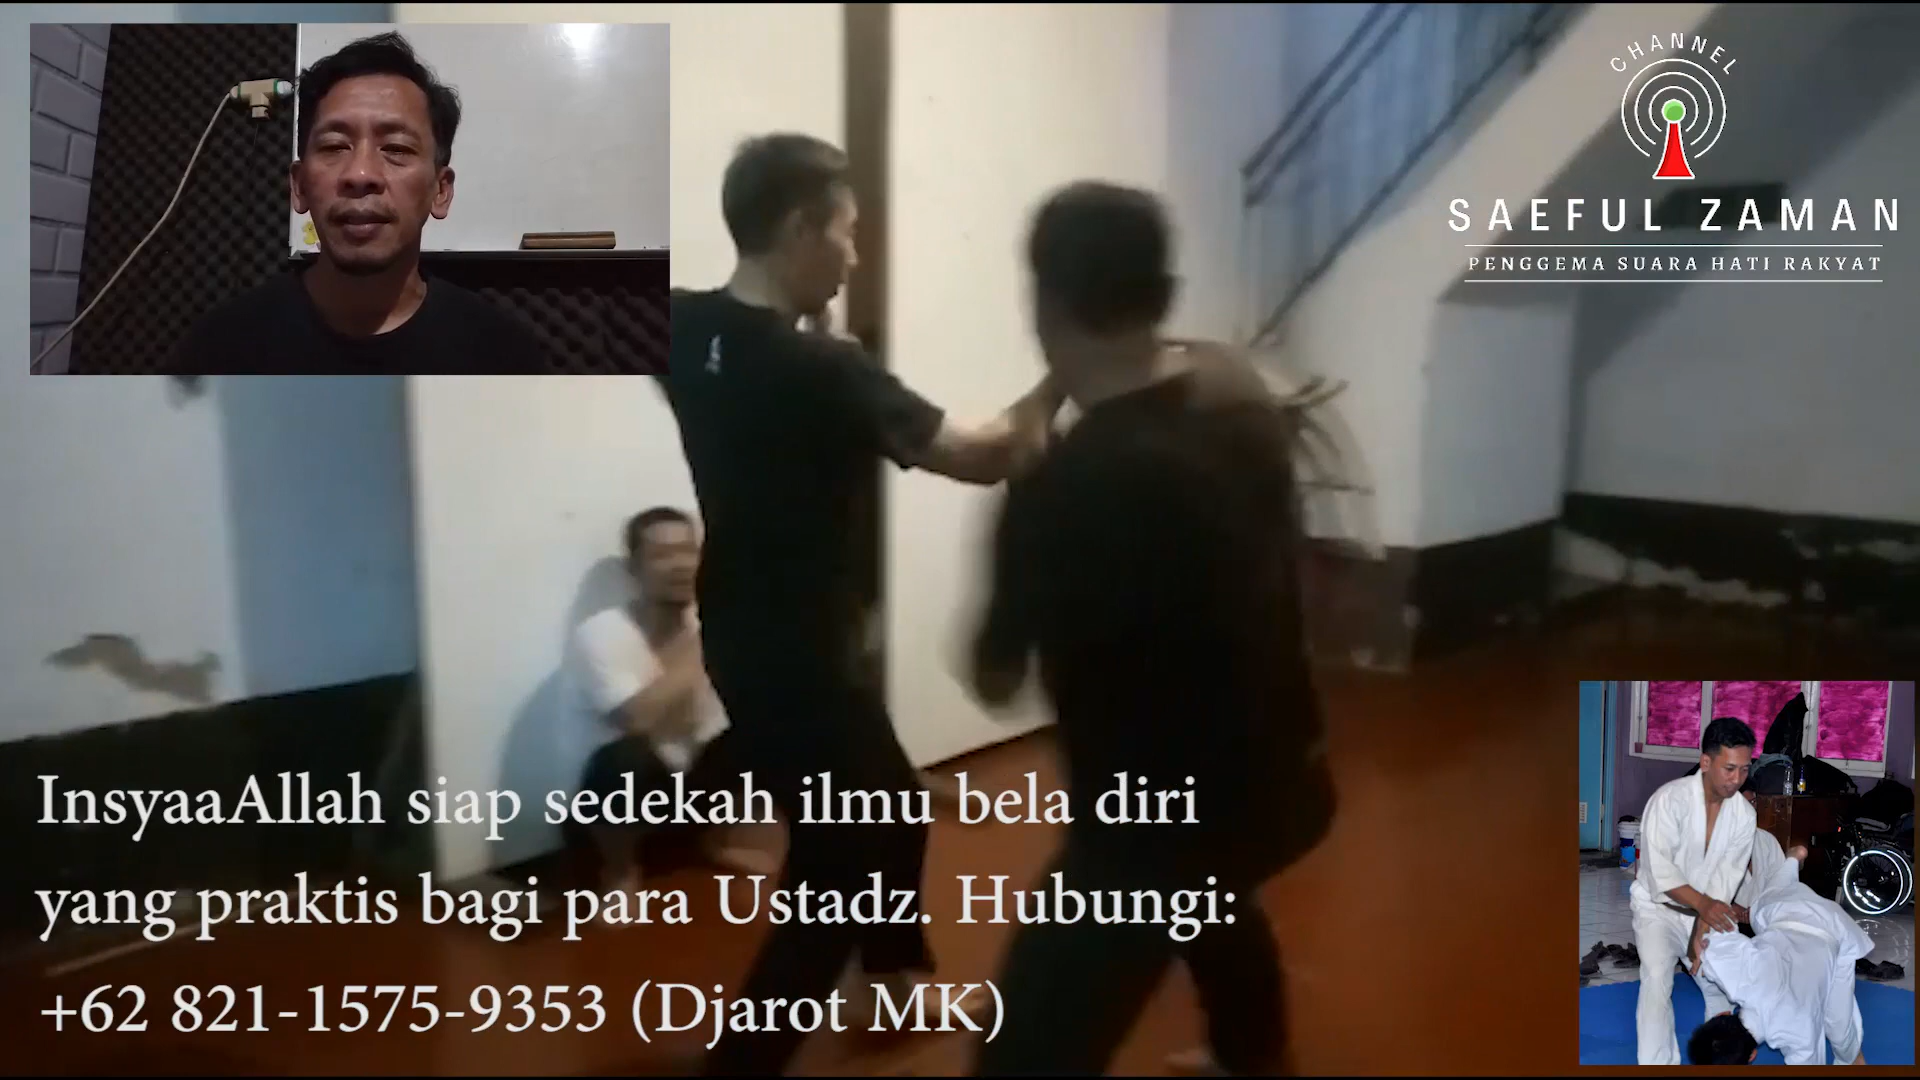 CHANNEL
SAEFUL ZAMAN
PENGGEMA SUARA HATI RAKYAT
InsyaaAllah siap sedekah ilmu bela diri
yang praktis bagi para Ustadz. Hubungi:
+62 821-1575-9353 (Djarot MK)